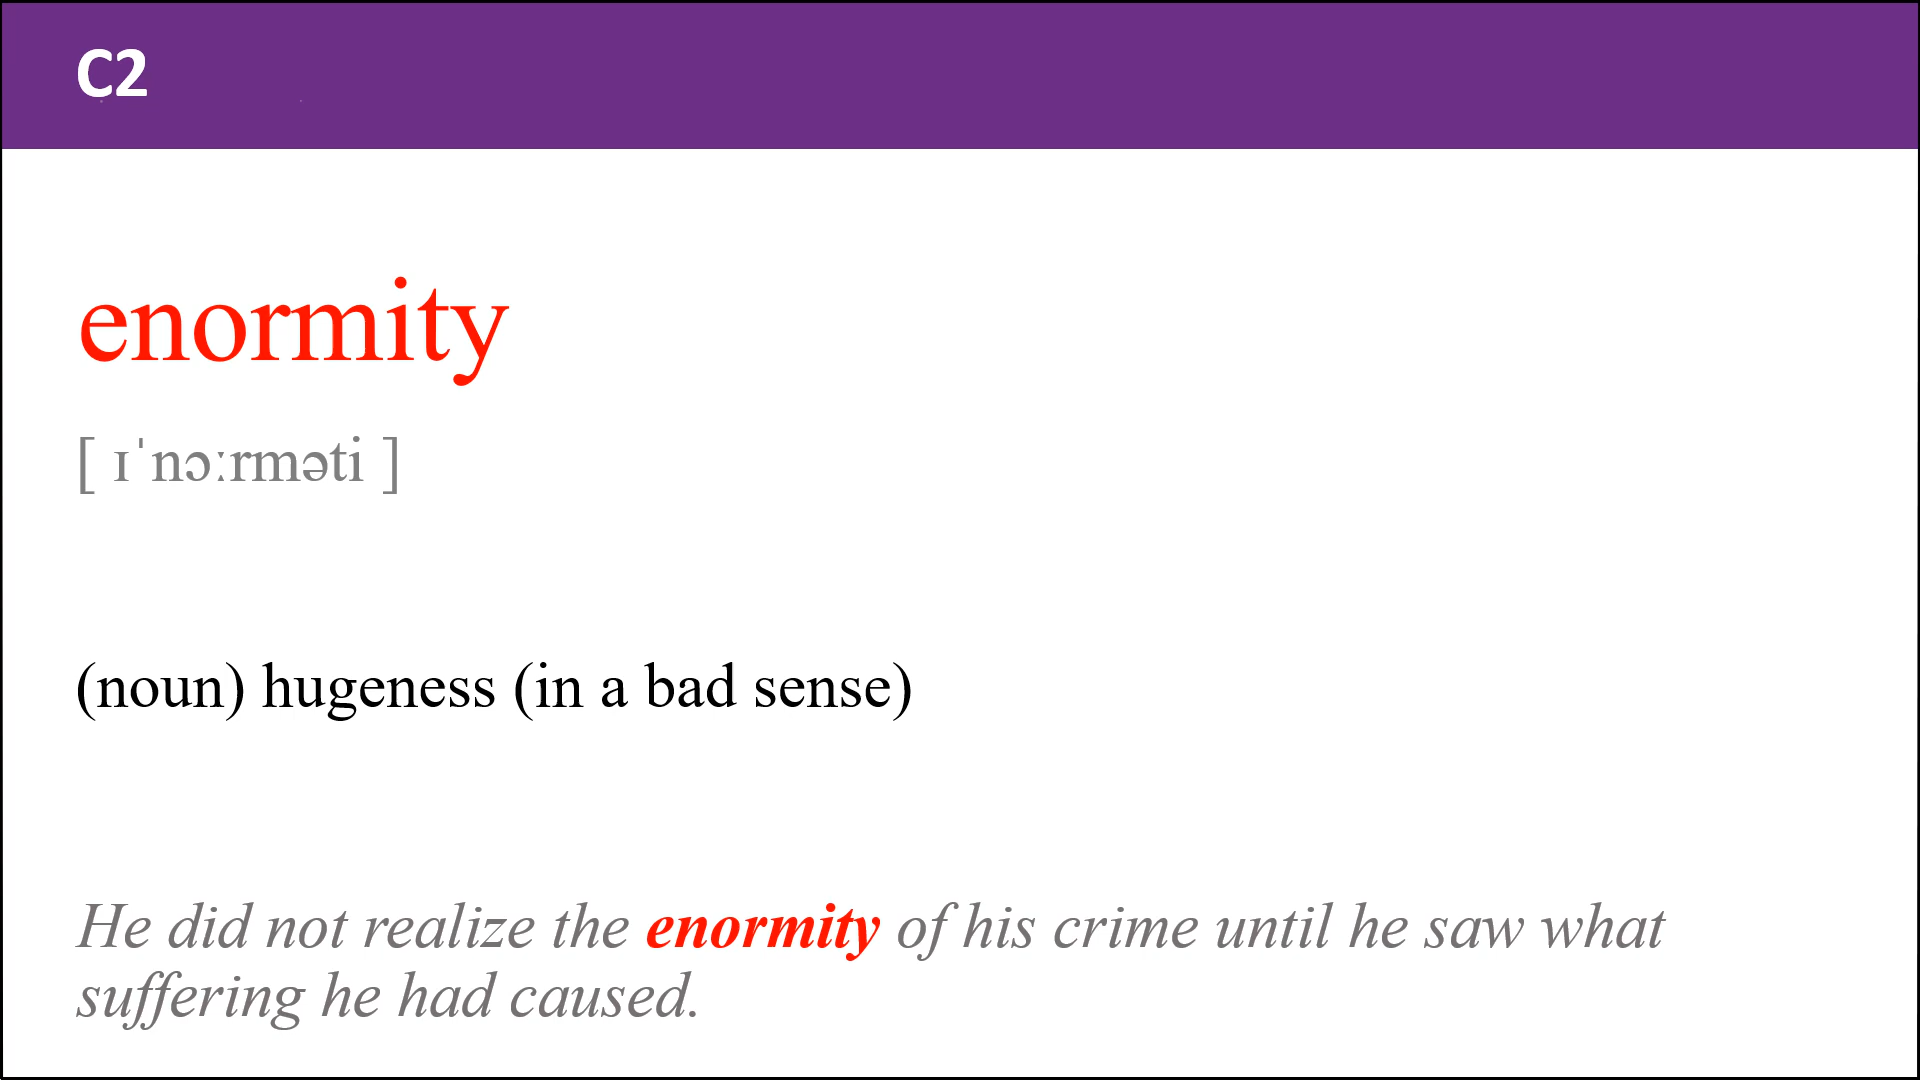 C2
enormity
[ ɪˈnɔːrməti ]
(noun) hugeness (in a bad sense)
He did not realize the enormity of his crime until he saw what
suffering he had caused.